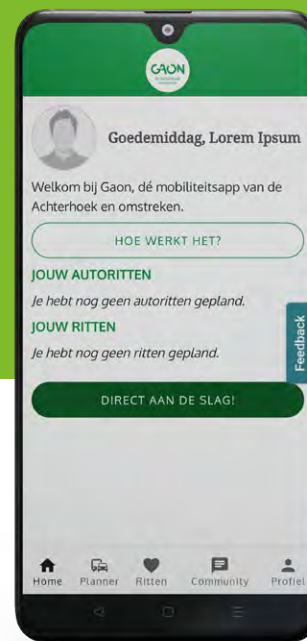 GAON
Goedemiddag, Lorem Ipsum
Welkom bij Gaon, dé mobiliteitsapp van de
Achterhoek en omstreken.
HOE WERKT HET?
JOUW AUTORITTEN
Je hebt nog geen autoritten gepland.
JOUW RITTEN
Je hebt nog geen ritten gepland.
Feedback
DIRECT AAN DE SLAG!
Home Planner Ritten Community Profiel